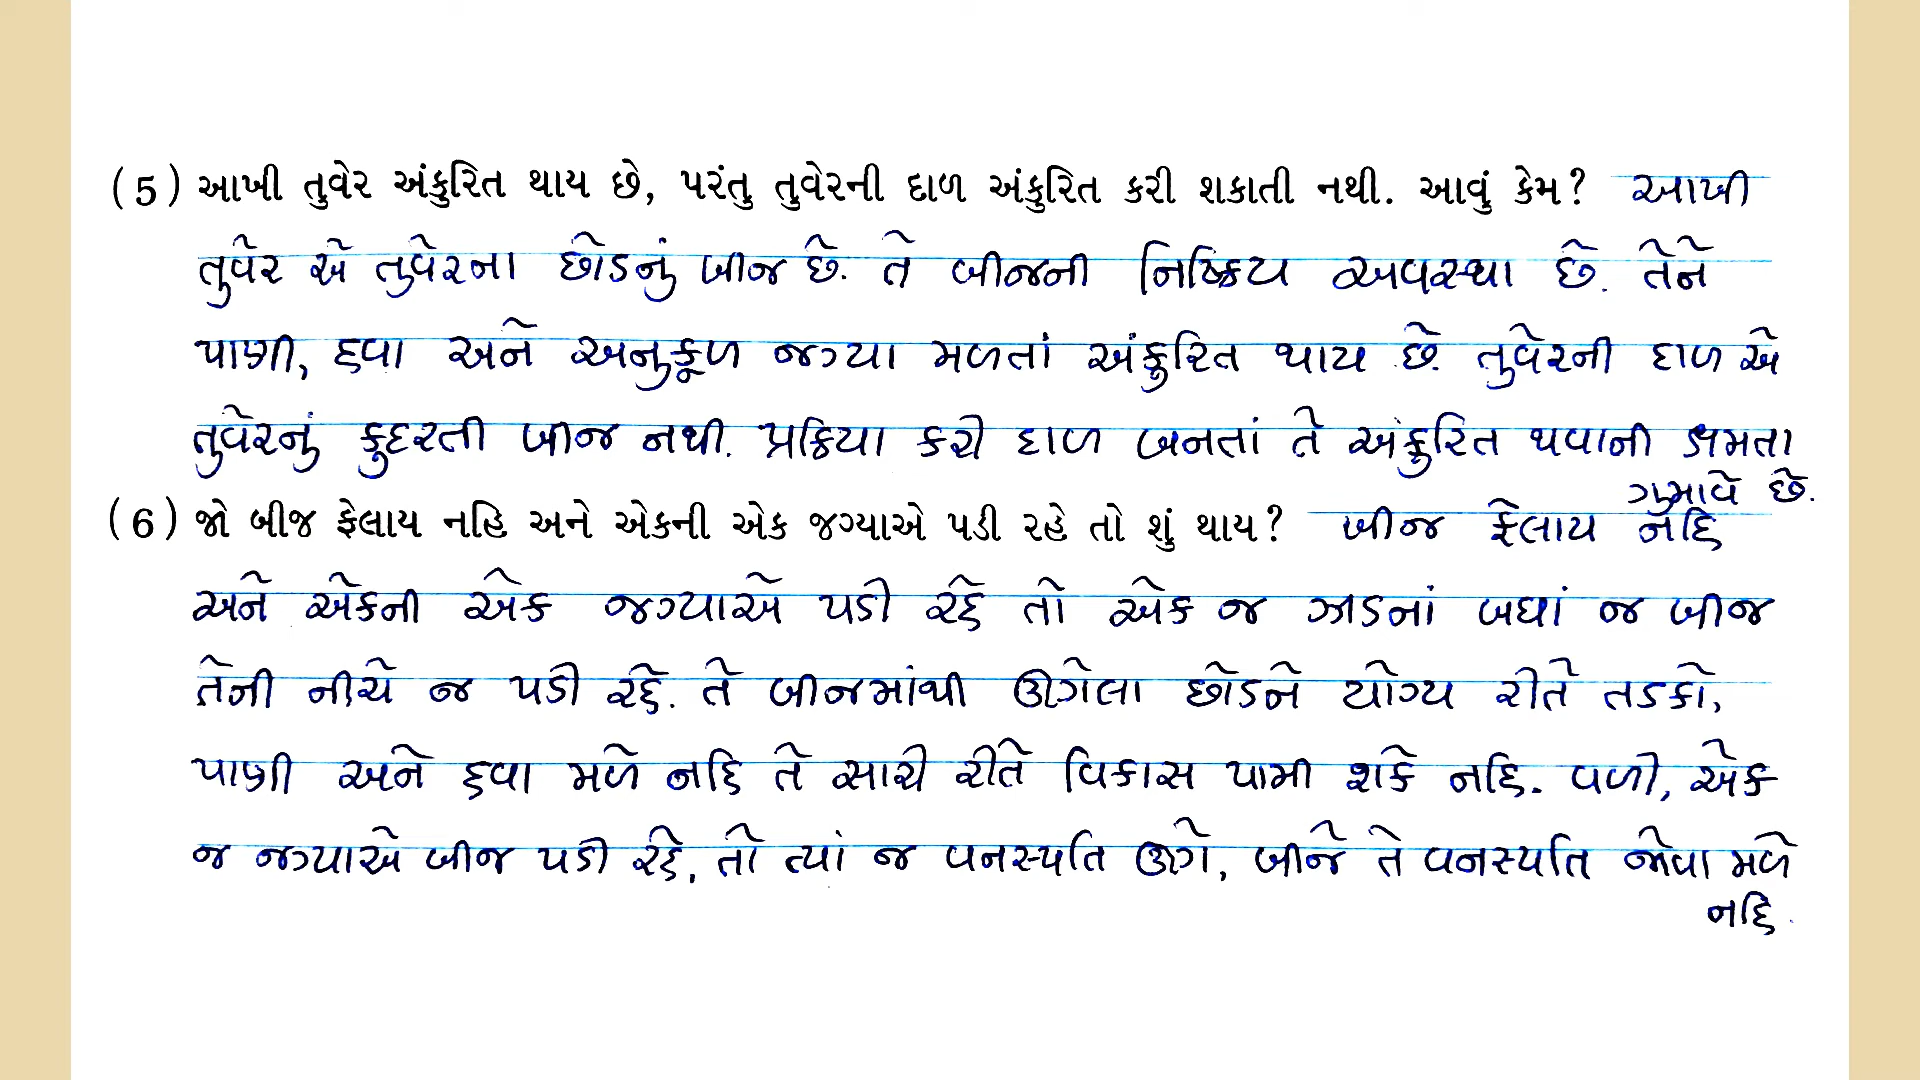 (5) આખી તુવેર અંકુરિત થાય છે, પરંતુ તુવેરની દાળ અંકુરિત કરી શકાતી નથી. આવું કેમ? આખી
તુવેર એ તુવેરના છોડનું બીજ છે. તે બીજની નિષ્ક્રિય અવસ્થા છે. તેને
પાણી, હવા અને અનુકૂળ જગ્યા મળતાં અંકુરિત થાય છે. તુવેરની દાળ એ
તુવેરનું કુદરતી બીજ નથી. પ્રક્રિયા કરી દાળ બનતાં તે અંકુરિત થવાની ક્ષમતા
ગુમાવે છે.
(6) જો બીજ ફેલાય નહિ અને એકની એક જગ્યાએ પડી રહે તો શું થાય? બીજ ફેલાય નહિ
અને એકની એક જગ્યાએ પડી રહે તો એક જ ઝાડનાં બધાં જ બીજ
તેની નીચે જ પડી રહે. તે બીજમાંથી ઊગેલા છોડને યોગ્ય રીતે તડકો,
પાણી અને હવા મળે નહિ તે સારી રીતે વિકાસ પામી શકે નહિ. વળી, એક
જ જગ્યાએ બીજ પડી રહે, તો ત્યાં જ વનસ્પતિ ઊગે, બીજે તે વનસ્પતિ જોવા મળે
નહિ.